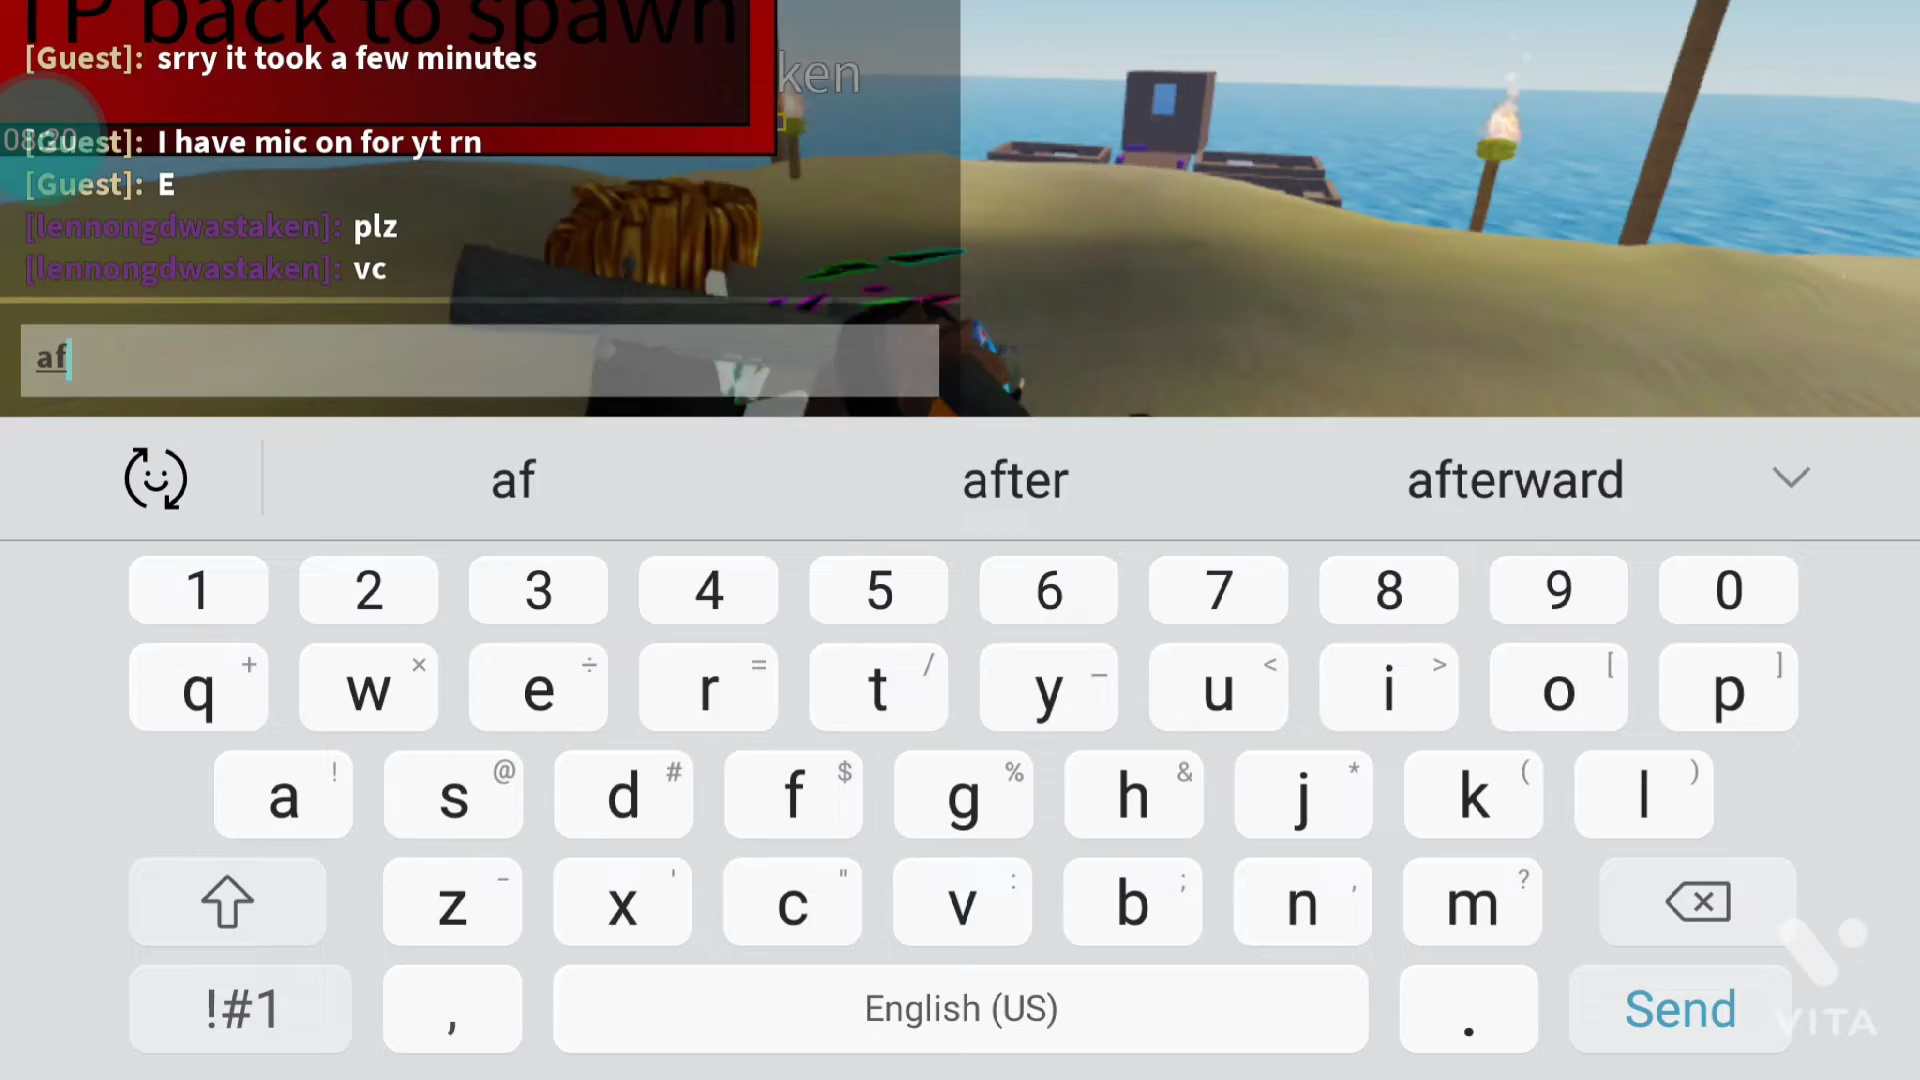 TP back to spawn
[Guest]: srry it took a few minutes
ken
08:20
[Guest]: I have mic on for yt rn
[Guest]: E
[lennongdwastaken]: plz
[lennongdwastaken]: vc
af
W
af after afterward
1 2 3 4 5 6 7 8 9 0
+ × ÷ = / _ < > [ ]
q w e r t y u i o p
! @ # $ % & * ( )
a s d f g h j k l
- ' " : ; , ?
z x c v b n m
!#1 , English (US) . Send
VITA